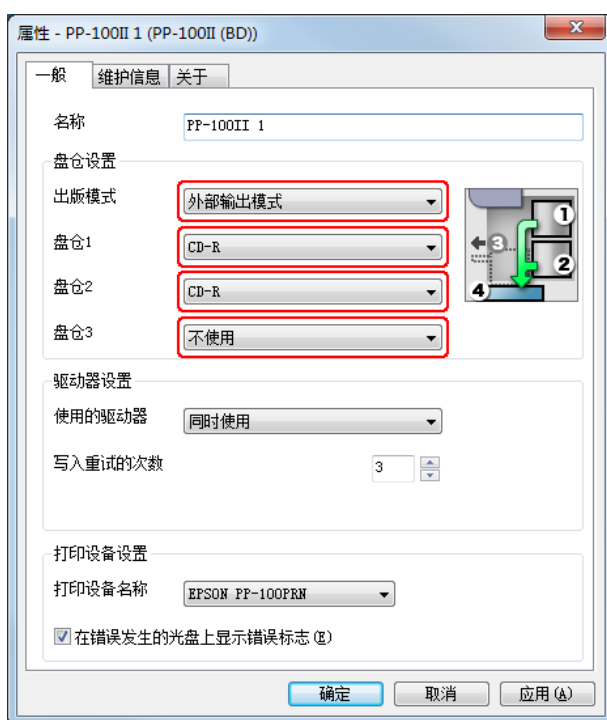 属性 - PP-100II 1 (PP-100II (BD))
一般 维护信息 关于
名称 PP-100II 1
盘仓设置
出版模式 外部输出模式
盘仓1 CD-R
盘仓2 CD-R
盘仓3 不使用
1
3
2
4
驱动器设置
使用的驱动器 同时使用
写入重试的次数 3
打印设备设置
打印设备名称 EPSON PP-100PRN
在错误发生的光盘上显示错误标志(E)
确定 取消 应用(A)